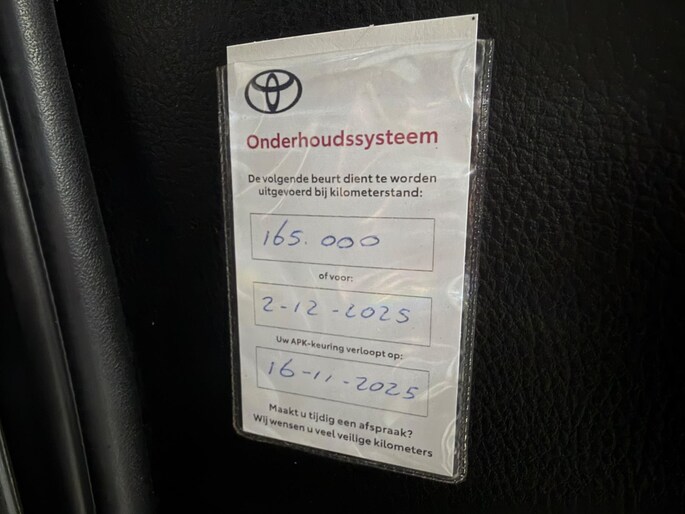 Onderhoudssysteem
De volgende beurt dient te worden
uitgevoerd bij kilometerstand:
165.000
of voor:
2-12-2025
Uw APK-keuring verloopt op:
16-11-2025
Maakt u tijdig een afspraak?
Wij wensen u veel veilige kilometers